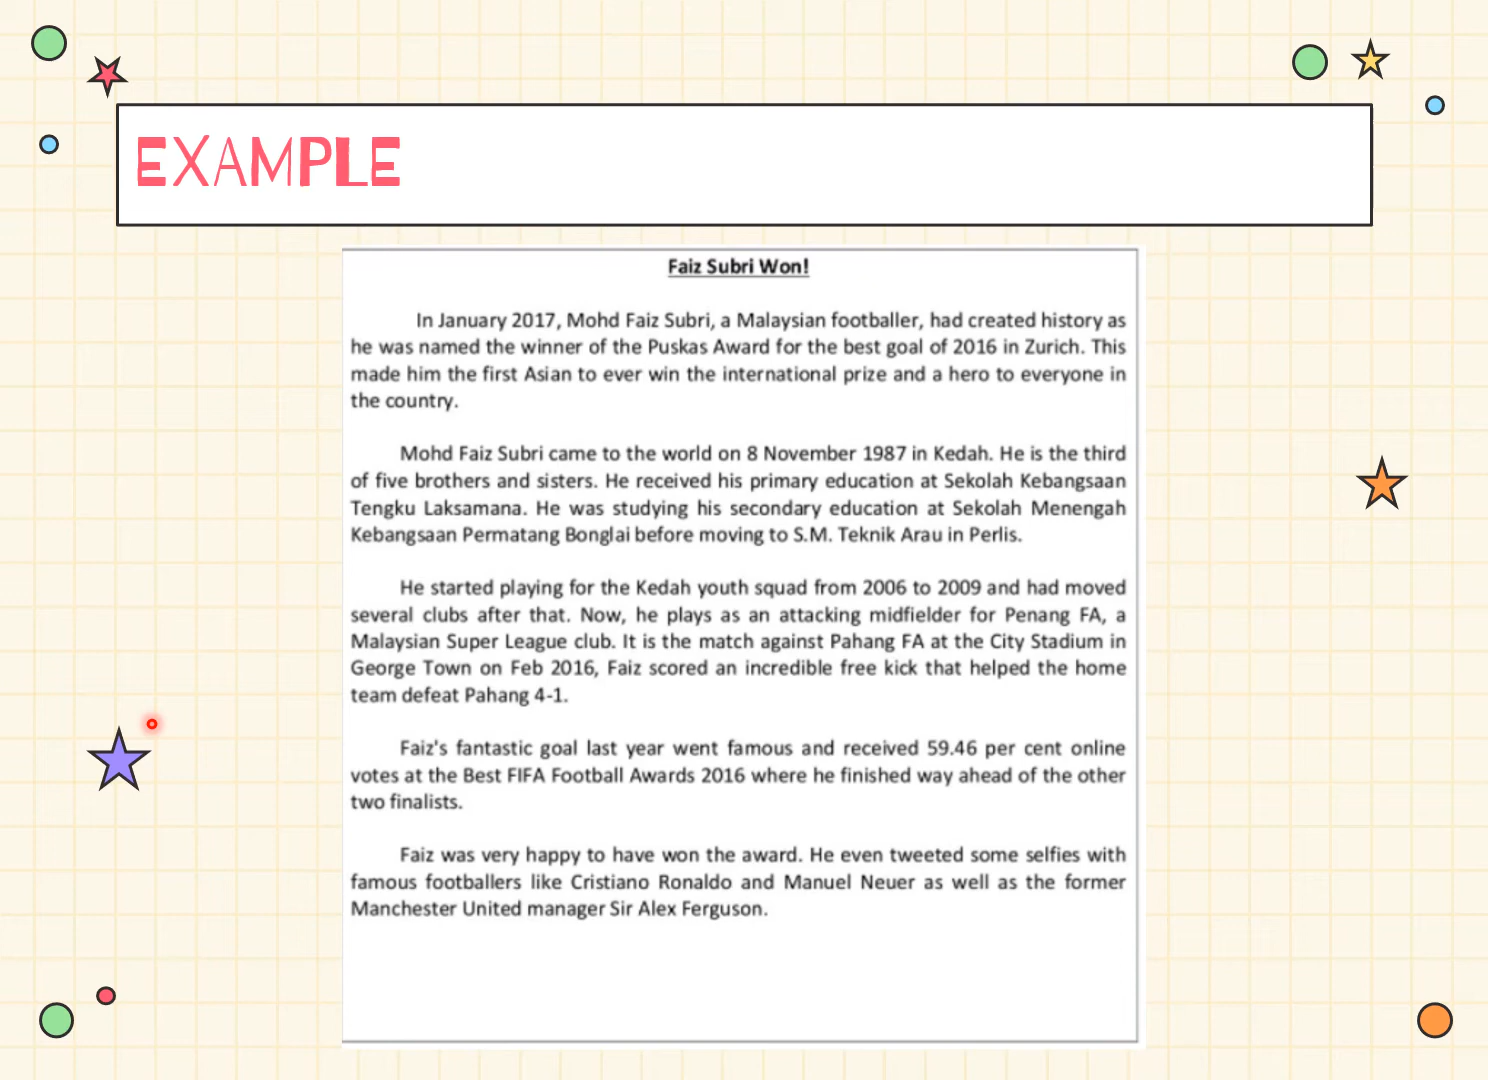 EXAMPLE
Faiz Subri Won!
In January 2017, Mohd Faiz Subri, a Malaysian footballer, had created history as
he was named the winner of the Puskas Award for the best goal of 2016 in Zurich. This
made him the first Asian to ever win the international prize and a hero to everyone in
the country.
Mohd Faiz Subri came to the world on 8 November 1987 in Kedah. He is the third
of five brothers and sisters. He received his primary education at Sekolah Kebangsaan
Tengku Laksamana. He was studying his secondary education at Sekolah Menengah
Kebangsaan Permatang Bonglai before moving to S.M. Teknik Arau in Perlis.
He started playing for the Kedah youth squad from 2006 to 2009 and had moved
several clubs after that. Now, he plays as an attacking midfielder for Penang FA, a
Malaysian Super League club. It is the match against Pahang FA at the City Stadium in
George Town on Feb 2016, Faiz scored an incredible free kick that helped the home
team defeat Pahang 4-1.
Faiz's fantastic goal last year went famous and received 59.46 per cent online
votes at the Best FIFA Football Awards 2016 where he finished way ahead of the other
two finalists.
Faiz was very happy to have won the award. He even tweeted some selfies with
famous footballers like Cristiano Ronaldo and Manuel Neuer as well as the former
Manchester United manager Sir Alex Ferguson.